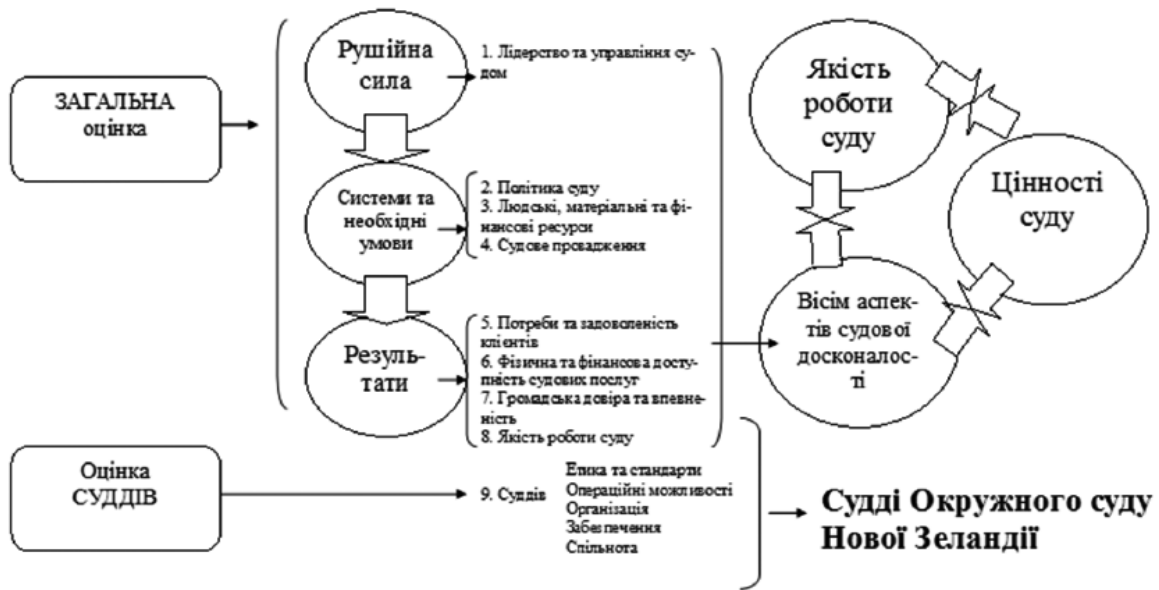 ЗАГАЛЬНА
оцінка
Рушійна
сила
1. Лідерство та управління су-
дом
Системи та
необхідні
умови
2. Політика суду
3. Людські, матеріальні та фі-
нансові ресурси
4. Судове провадження
Резуль-
тати
5. Потреби та задоволеність
клієнтів
6. Фізична та фінансова досту-
пність судових послуг
7. Громадська довіра та впевне-
ність
8. Якість роботи суду
Якість
роботи
суду
Цінності
суду
Вісім аспек-
тів судової
досконалос-
ті
Оцінка
СУДДІВ
9. Суддів
Етика та стандарти
Операційні можливості
Організація
Забезпечення
Спільнота
Судді Окружного суду
Нової Зеландії